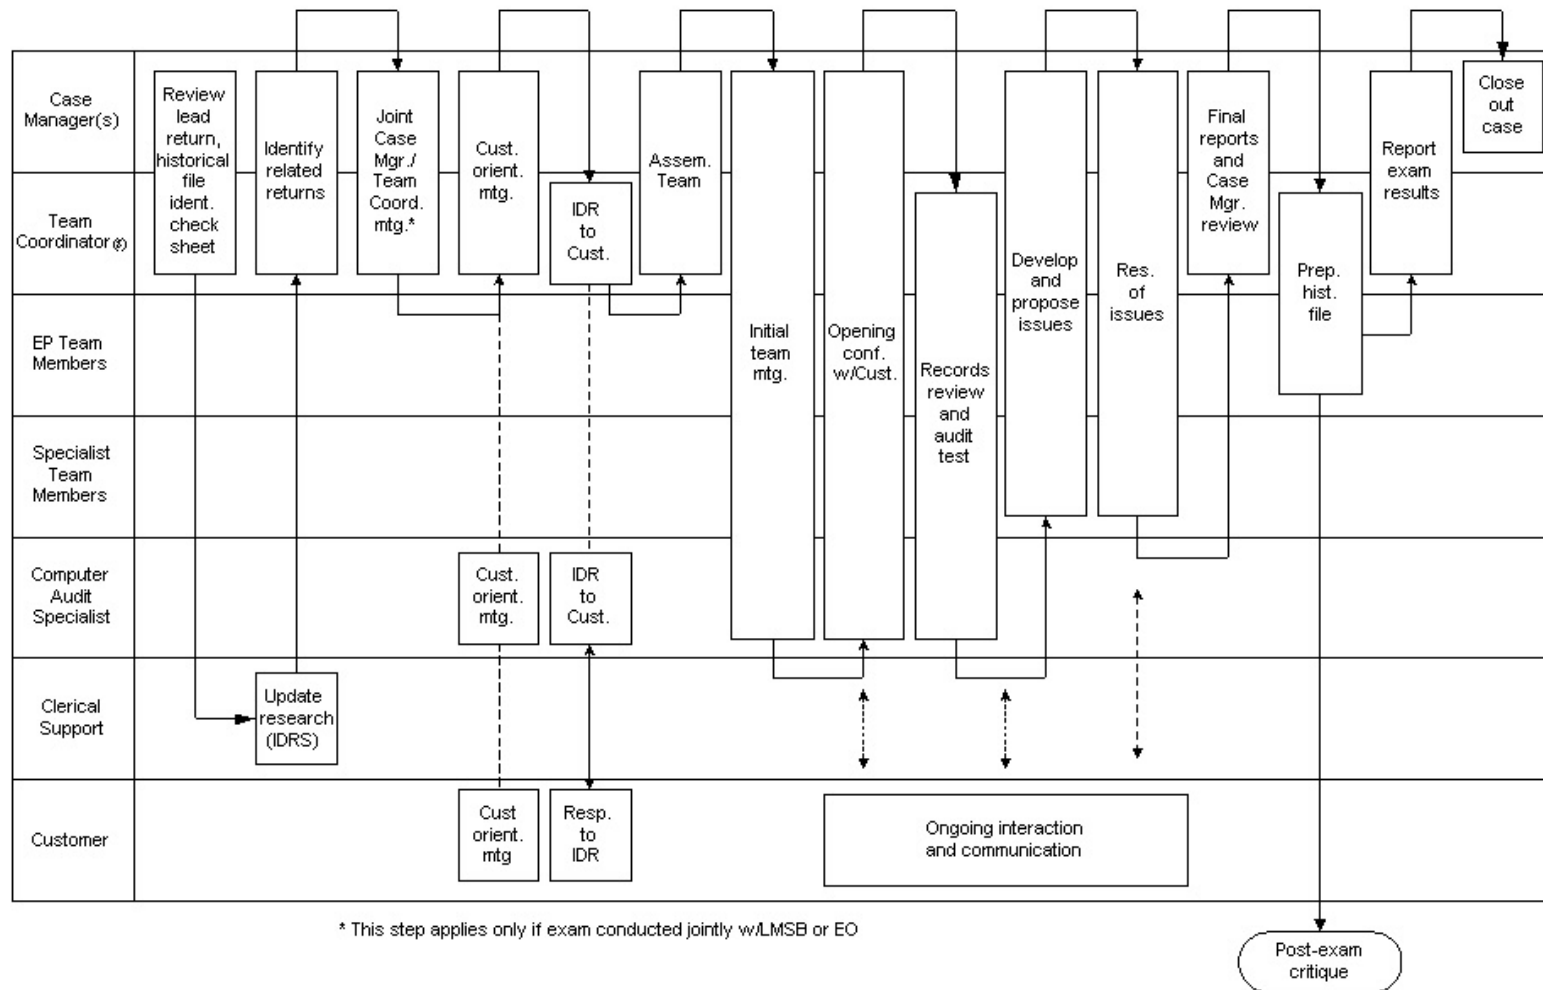 Case
Manager(s)
Review
lead
return,
historical
file
ident.
check
sheet
Identify
related
returns
Joint
Case
Mgr./
Team
Coord.
mtg.*
Cust.
orient.
mtg.
Assem.
Team
Final
reports
and
Case
Mgr.
review
Report
exam
results
Close
out
case
Team
Coordinator(s)
IDR
to
Cust.
Develop
and
propose
issues
Res.
of
issues
Prep.
hist.
file
EP Team
Members
Initial
team
mtg.
Opening
conf.
w/Cust.
Records
review
and
audit
test
Specialist
Team
Members
Computer
Audit
Specialist
Cust.
orient.
mtg.
IDR
to
Cust.
Clerical
Support
Update
research
(IDRS)
Customer
Cust
orient.
mtg
Resp.
to
IDR
Ongoing interaction
and communication
* This step applies only if exam conducted jointly w/LMSB or EO
Post-exam
critique